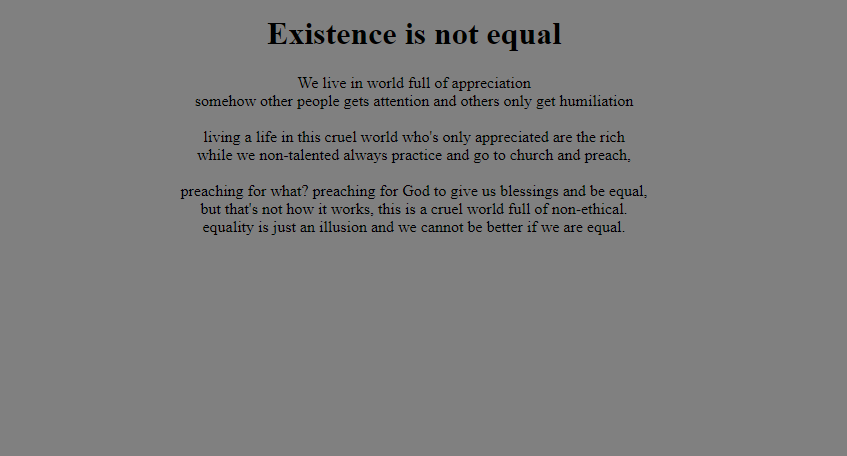 Existence is not equal
We live in world full of appreciation
somehow other people gets attention and others only get humiliation
living a life in this cruel world who's only appreciated are the rich
while we non-talented always practice and go to church and preach,
preaching for what? preaching for God to give us blessings and be equal,
but that's not how it works, this is a cruel world full of non-ethical.
equality is just an illusion and we cannot be better if we are equal.